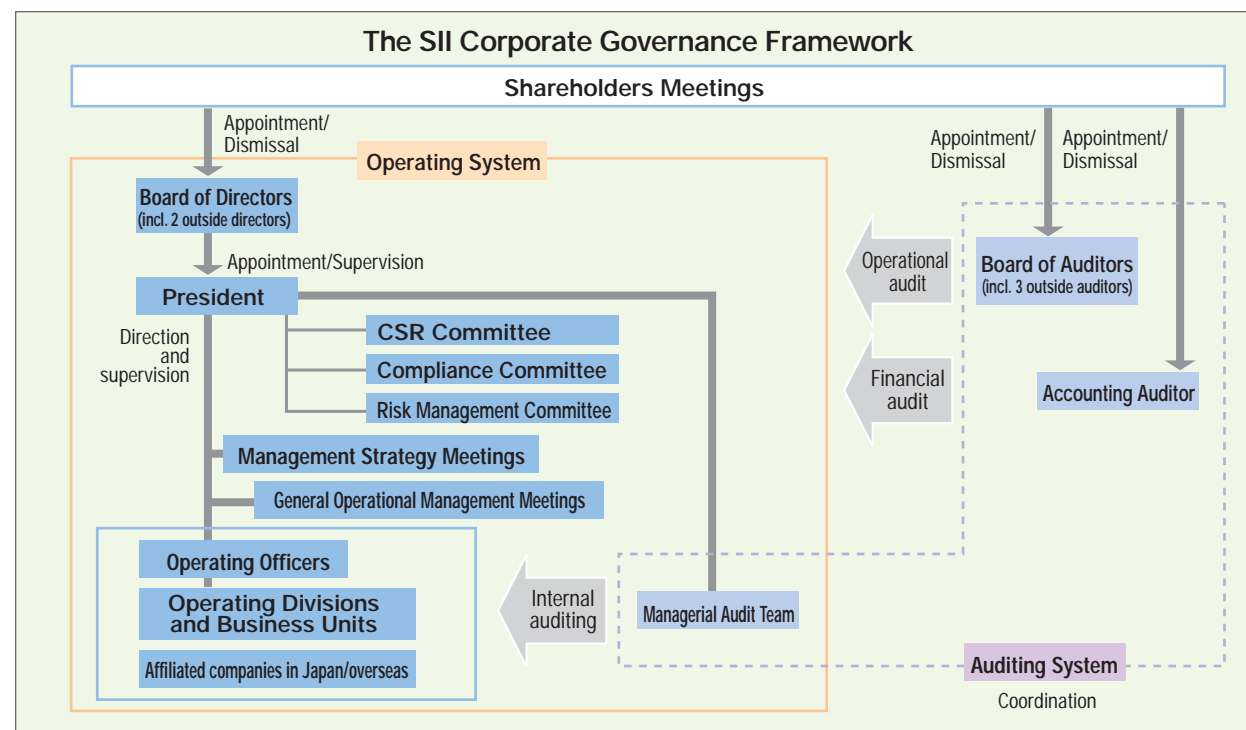 The SII Corporate Governance Framework
Shareholders Meetings
Appointment/
Dismissal
Appointment/
Dismissal
Appointment/
Dismissal
Operating System
Board of Directors
(incl. 2 outside directors)
Appointment/Supervision
President
Direction
and
supervision
CSR Committee
Compliance Committee
Risk Management Committee
Management Strategy Meetings
General Operational Management Meetings
Operating Officers
Operating Divisions
and Business Units
Affiliated companies in Japan/overseas
Operational
audit
Financial
audit
Internal
auditing
Board of Auditors
(incl. 3 outside auditors)
Accounting Auditor
Managerial Audit Team
Auditing System
Coordination